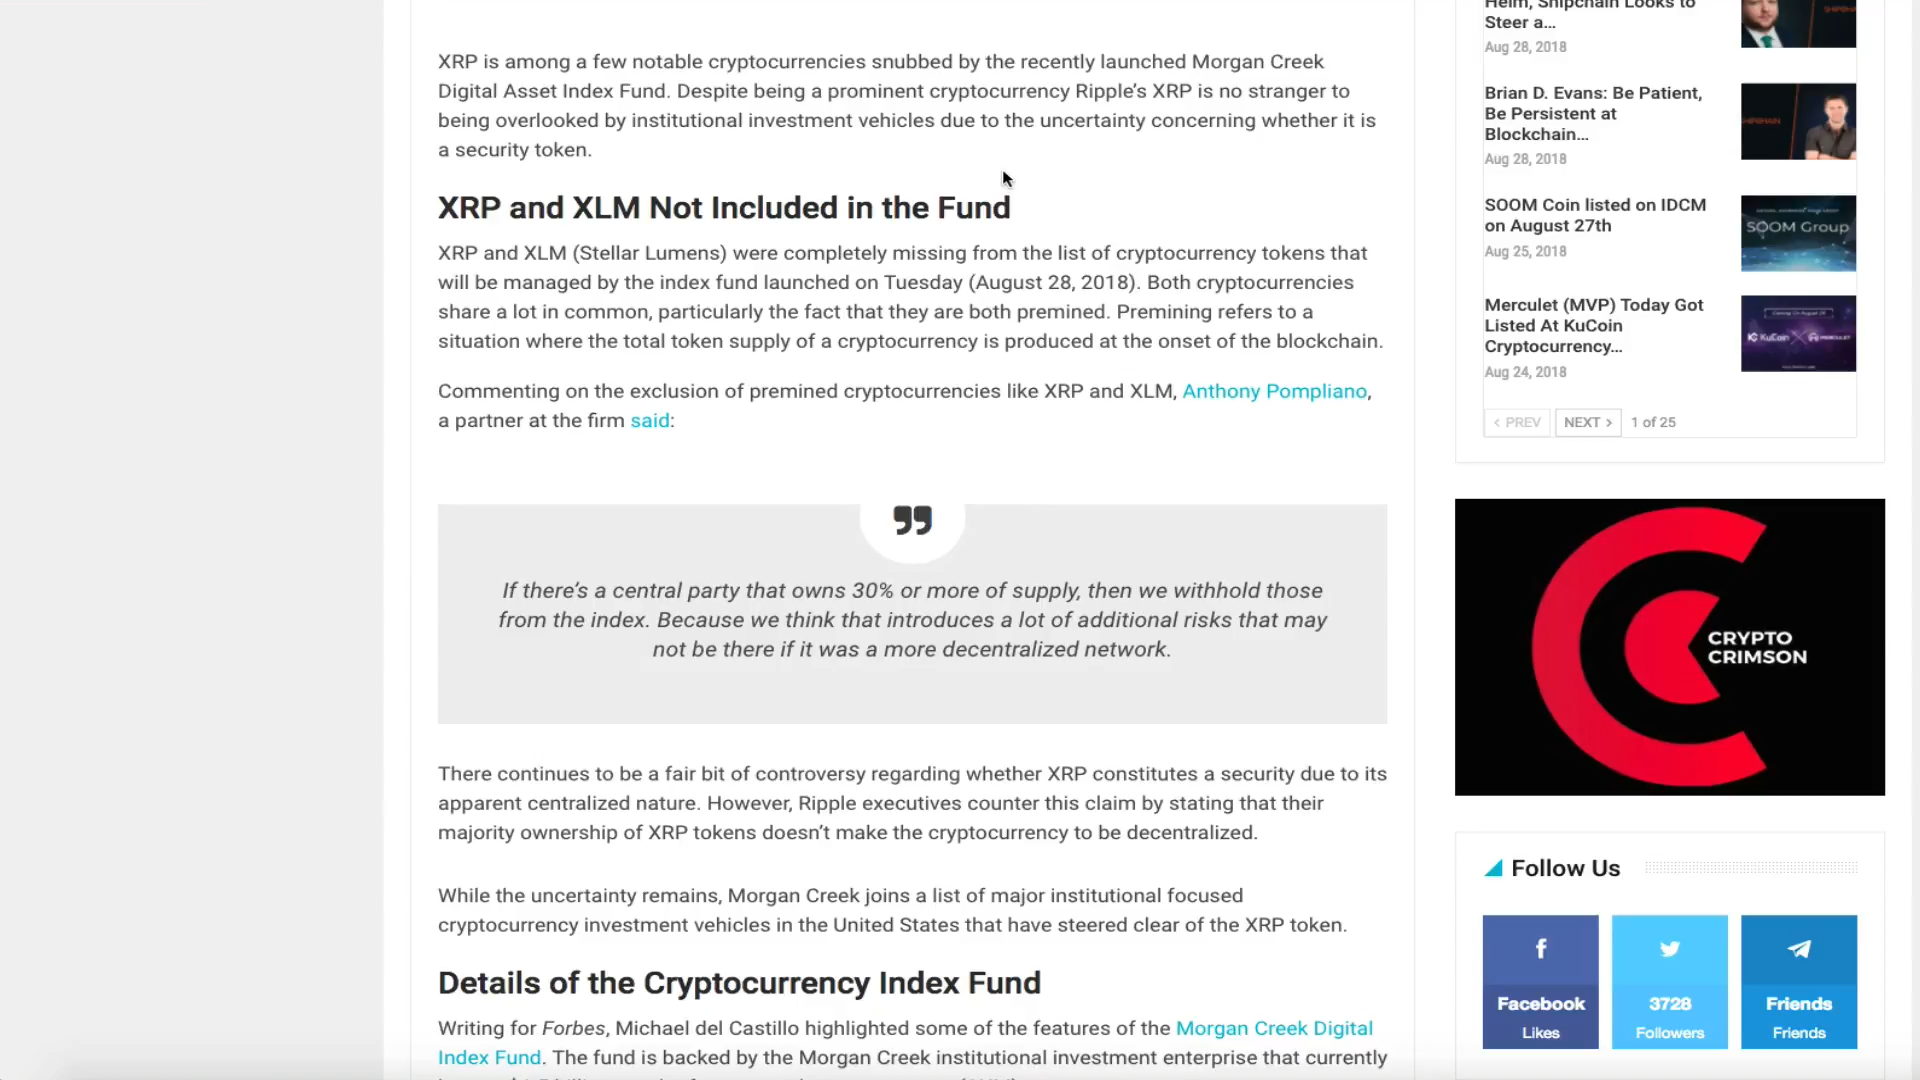 XRP is among a few notable cryptocurrencies snubbed by the recently launched Morgan Creek
Digital Asset Index Fund. Despite being a prominent cryptocurrency Ripple’s XRP is no stranger to
being overlooked by institutional investment vehicles due to the uncertainty concerning whether it is
a security token.
XRP and XLM Not Included in the Fund
XRP and XLM (Stellar Lumens) were completely missing from the list of cryptocurrency tokens that
will be managed by the index fund launched on Tuesday (August 28, 2018). Both cryptocurrencies
share a lot in common, particularly the fact that they are both premined. Premining refers to a
situation where the total token supply of a cryptocurrency is produced at the onset of the blockchain.
Commenting on the exclusion of premined cryptocurrencies like XRP and XLM, Anthony Pompliano,
a partner at the firm said:
If there’s a central party that owns 30% or more of supply, then we withhold those
from the index. Because we think that introduces a lot of additional risks that may
not be there if it was a more decentralized network.
There continues to be a fair bit of controversy regarding whether XRP constitutes a security due to its
apparent centralized nature. However, Ripple executives counter this claim by stating that their
majority ownership of XRP tokens doesn’t make the cryptocurrency to be decentralized.
While the uncertainty remains, Morgan Creek joins a list of major institutional focused
cryptocurrency investment vehicles in the United States that have steered clear of the XRP token.
Details of the Cryptocurrency Index Fund
Writing for Forbes, Michael del Castillo highlighted some of the features of the Morgan Creek Digital
Index Fund. The fund is backed by the Morgan Creek institutional investment enterprise that currently
Helm, Shipchain Looks to
Steer a...
Aug 28, 2018
Brian D. Evans: Be Patient,
Be Persistent at
Blockchain...
Aug 28, 2018
SOOM Coin listed on IDCM
on August 27th
Aug 25, 2018
SOOM Group
Merculet (MVP) Today Got
Listed At KuCoin
Cryptocurrency...
Aug 24, 2018
KuCoin
MERCULET
< PREV
NEXT >
1 of 25
CRYPTO
CRIMSON
Follow Us
Facebook
Likes
3728
Followers
Friends
Friends